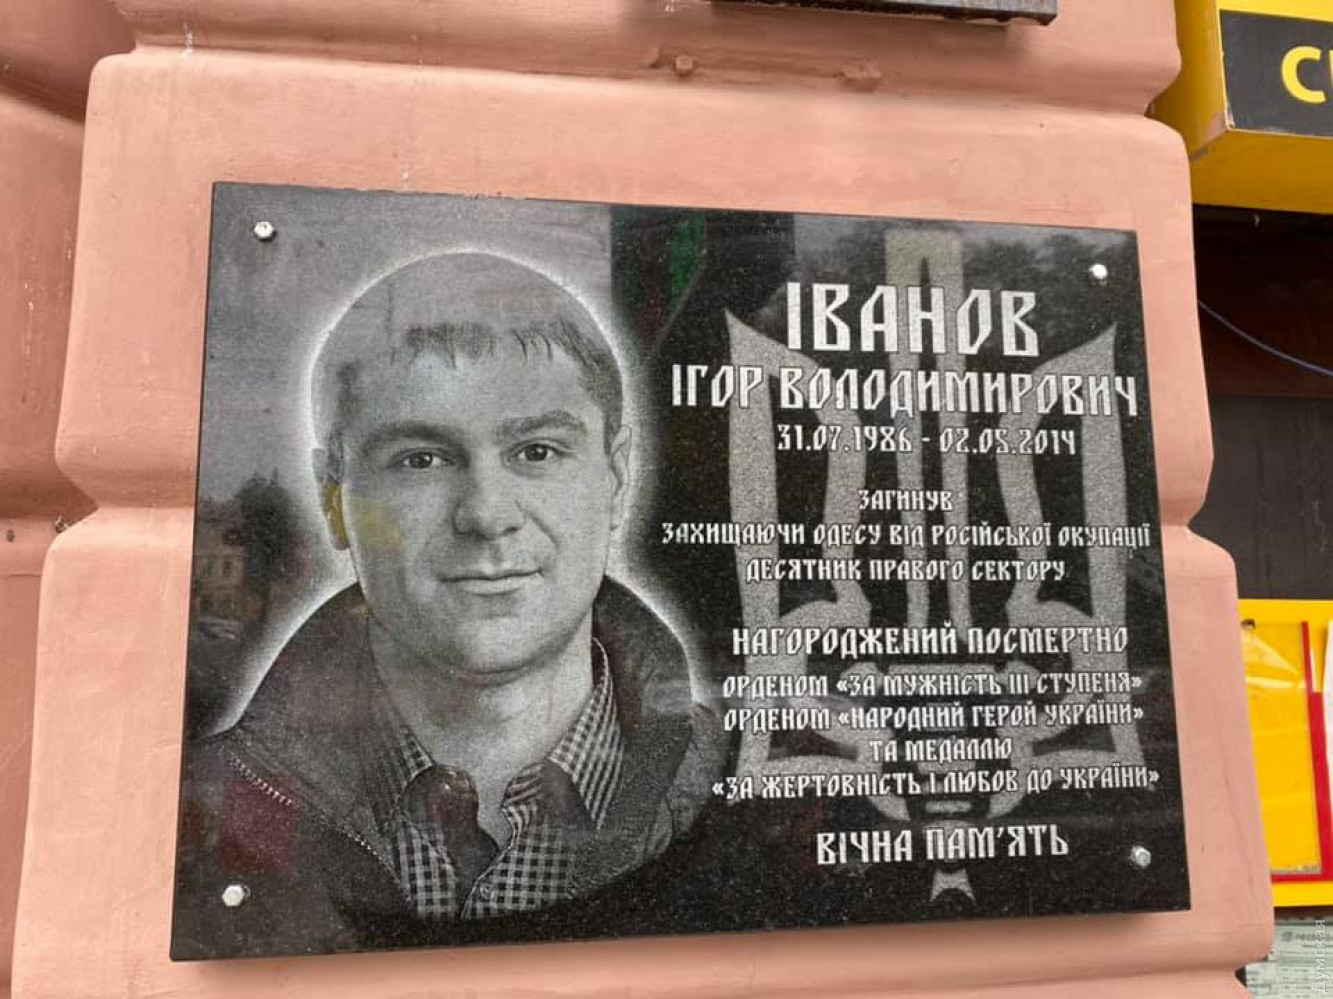 ІВАНОВ
ІГОР ВОЛОДИМИРОВИЧ
31.07.1986 - 02.05.2014
ЗАГИНУВ
ЗАХИЩАЮЧИ ОДЕСУ ВІД РОСІЙСЬКОЇ ОКУПАЦІЇ
ДЕСЯТНИК ПРАВОГО СЕКТОРУ
НАГОРОДЖЕНИЙ ПОСМЕРТНО
ОРДЕНОМ «ЗА МУЖНІСТЬ III СТУПЕНЯ»
ОРДЕНОМ «НАРОДНИЙ ГЕРОЙ УКРАЇНИ»
ТА МЕДАЛЛЮ
«ЗА ЖЕРТОВНІСТЬ І ЛЮБОВ ДО УКРАЇНИ»
ВІЧНА ПАМ'ЯТЬ
Думская